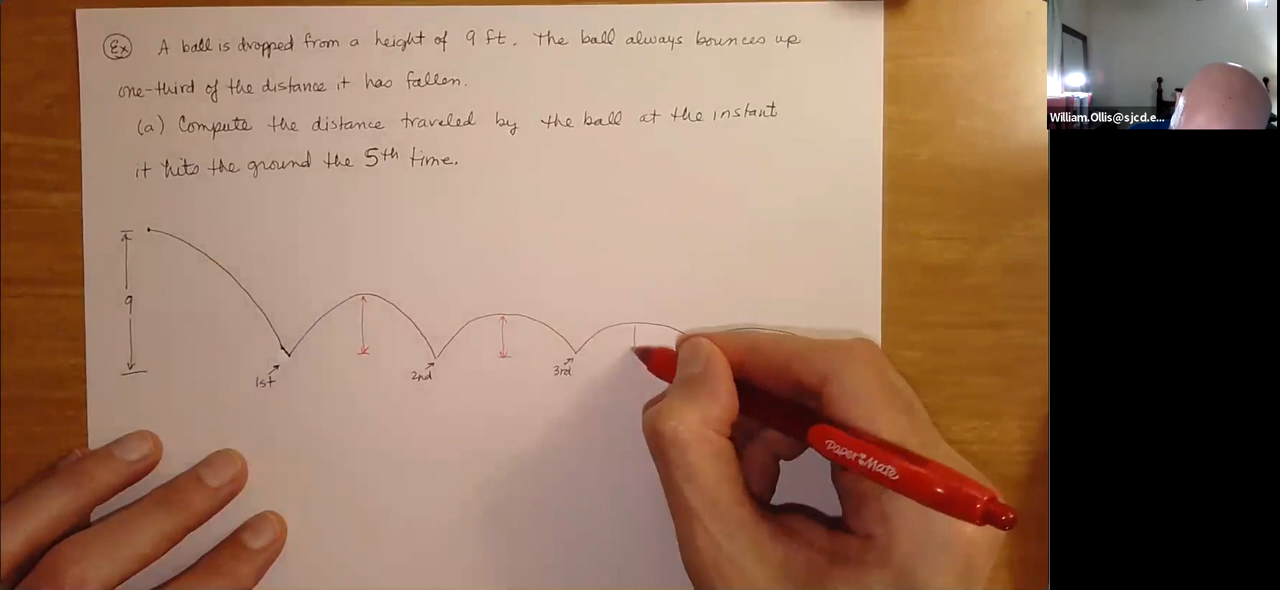 Ex A ball is dropped from a height of 9 ft. The ball always bounces up
one-third of the distance it has fallen.
(a) Compute the distance traveled by the ball at the instant
it hits the ground the 5th time.
9
1st
2nd
3rd
PaperMate
William.Ollis@sjcd.e...